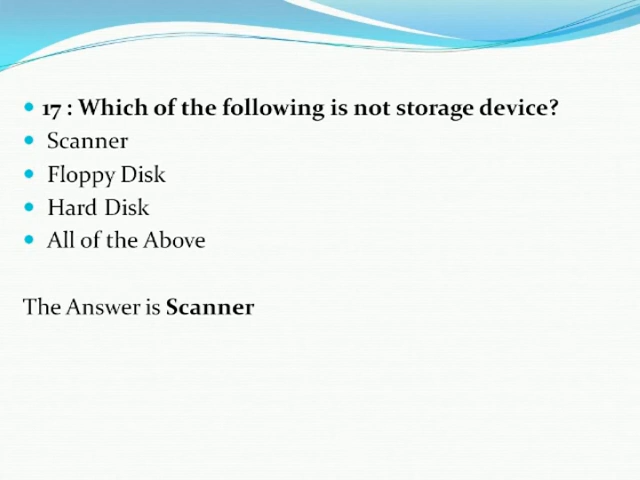 17 : Which of the following is not storage device?
Scanner
Floppy Disk
Hard Disk
All of the Above
The Answer is Scanner